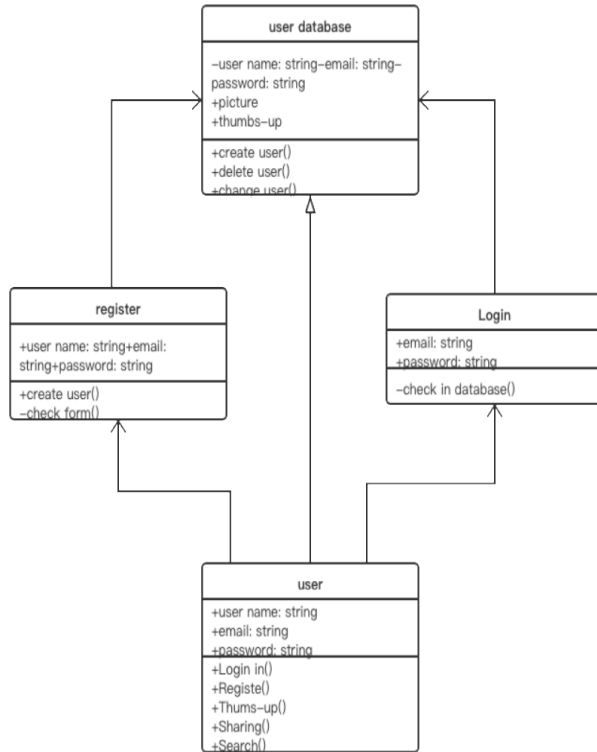 user database
-user name: string-email: string-
password: string
+picture
+thumbs-up
+create user()
+delete user()
+change user()
register
+user name: string+email:
string+password: string
+create user()
-check form()
Login
+email: string
+password: string
-check in database()
user
+user name: string
+email: string
+password: string
+Login in()
+Registe()
+Thums-up()
+Sharing()
+Search()